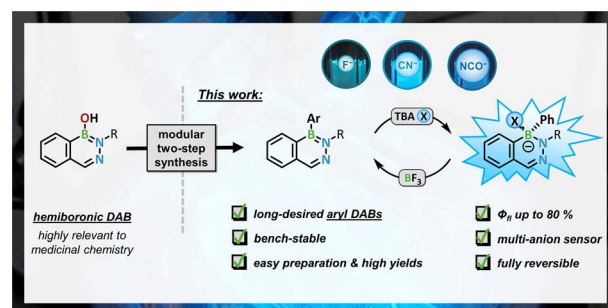 This work:
F⁻
CN⁻
NCO⁻
OH
B
R
N
N
modular
two-step
synthesis
Ar
B
R
N
N
TBA X
BF₃
X
Ph
B
R
N
N
hemiboronic DAB
highly relevant to
medicinal chemistry
long-desired aryl DABs
bench-stable
easy preparation & high yields
Φfl up to 80 %
multi-anion sensor
fully reversible